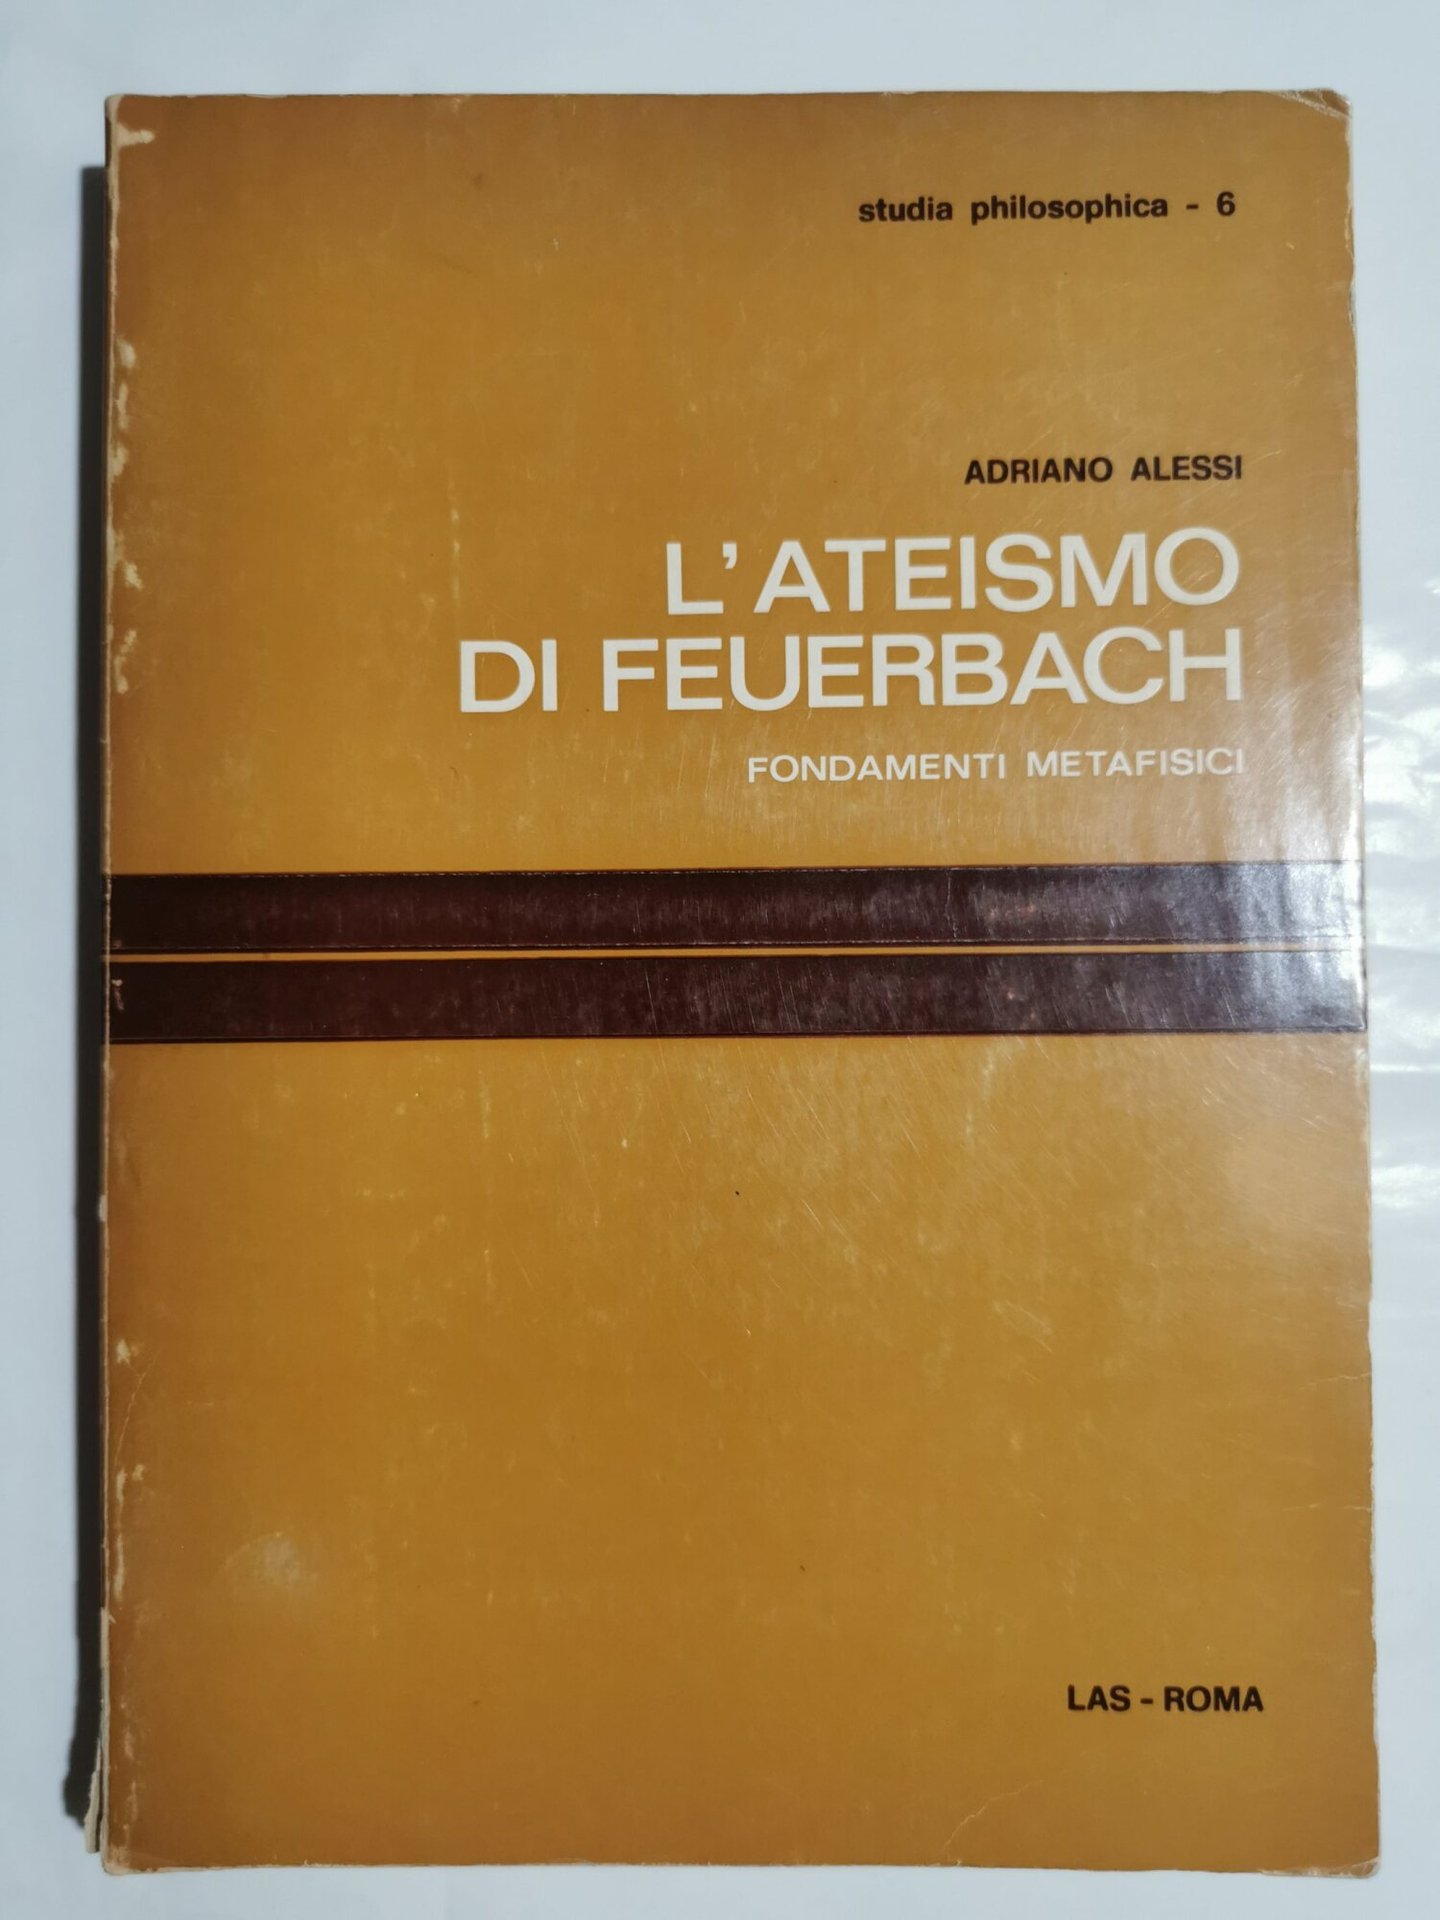 studia philosophica - 6
ADRIANO ALESSI
L'ATEISMO
DI FEUERBACH
FONDAMENTI METAFISICI
LAS - ROMA